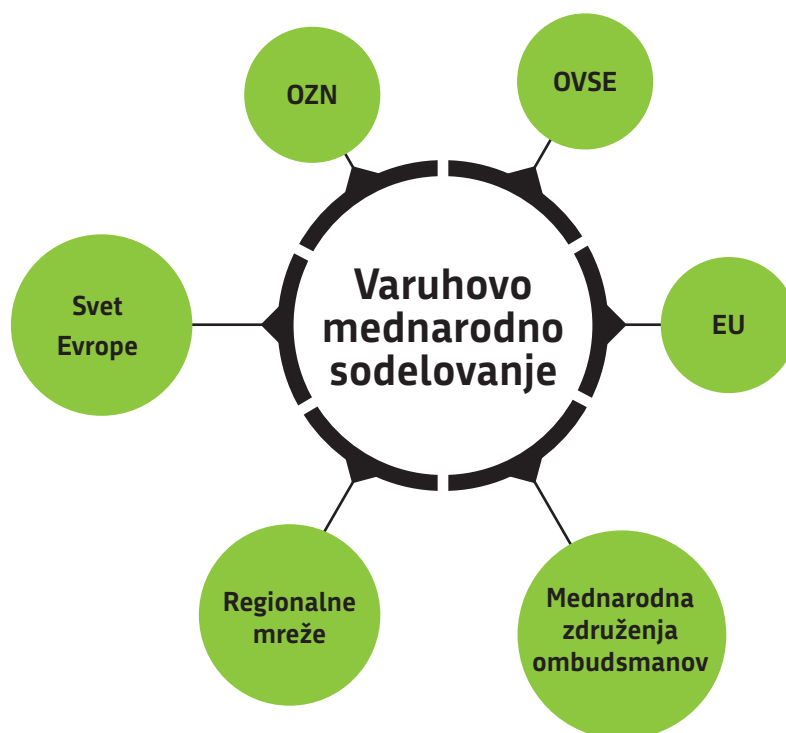 OZN
OVSE
Varuhovo
mednarodno
sodelovanje
Svet
Evrope
EU
Regionalne
mreže
Mednarodna
združenja
ombudsmanov